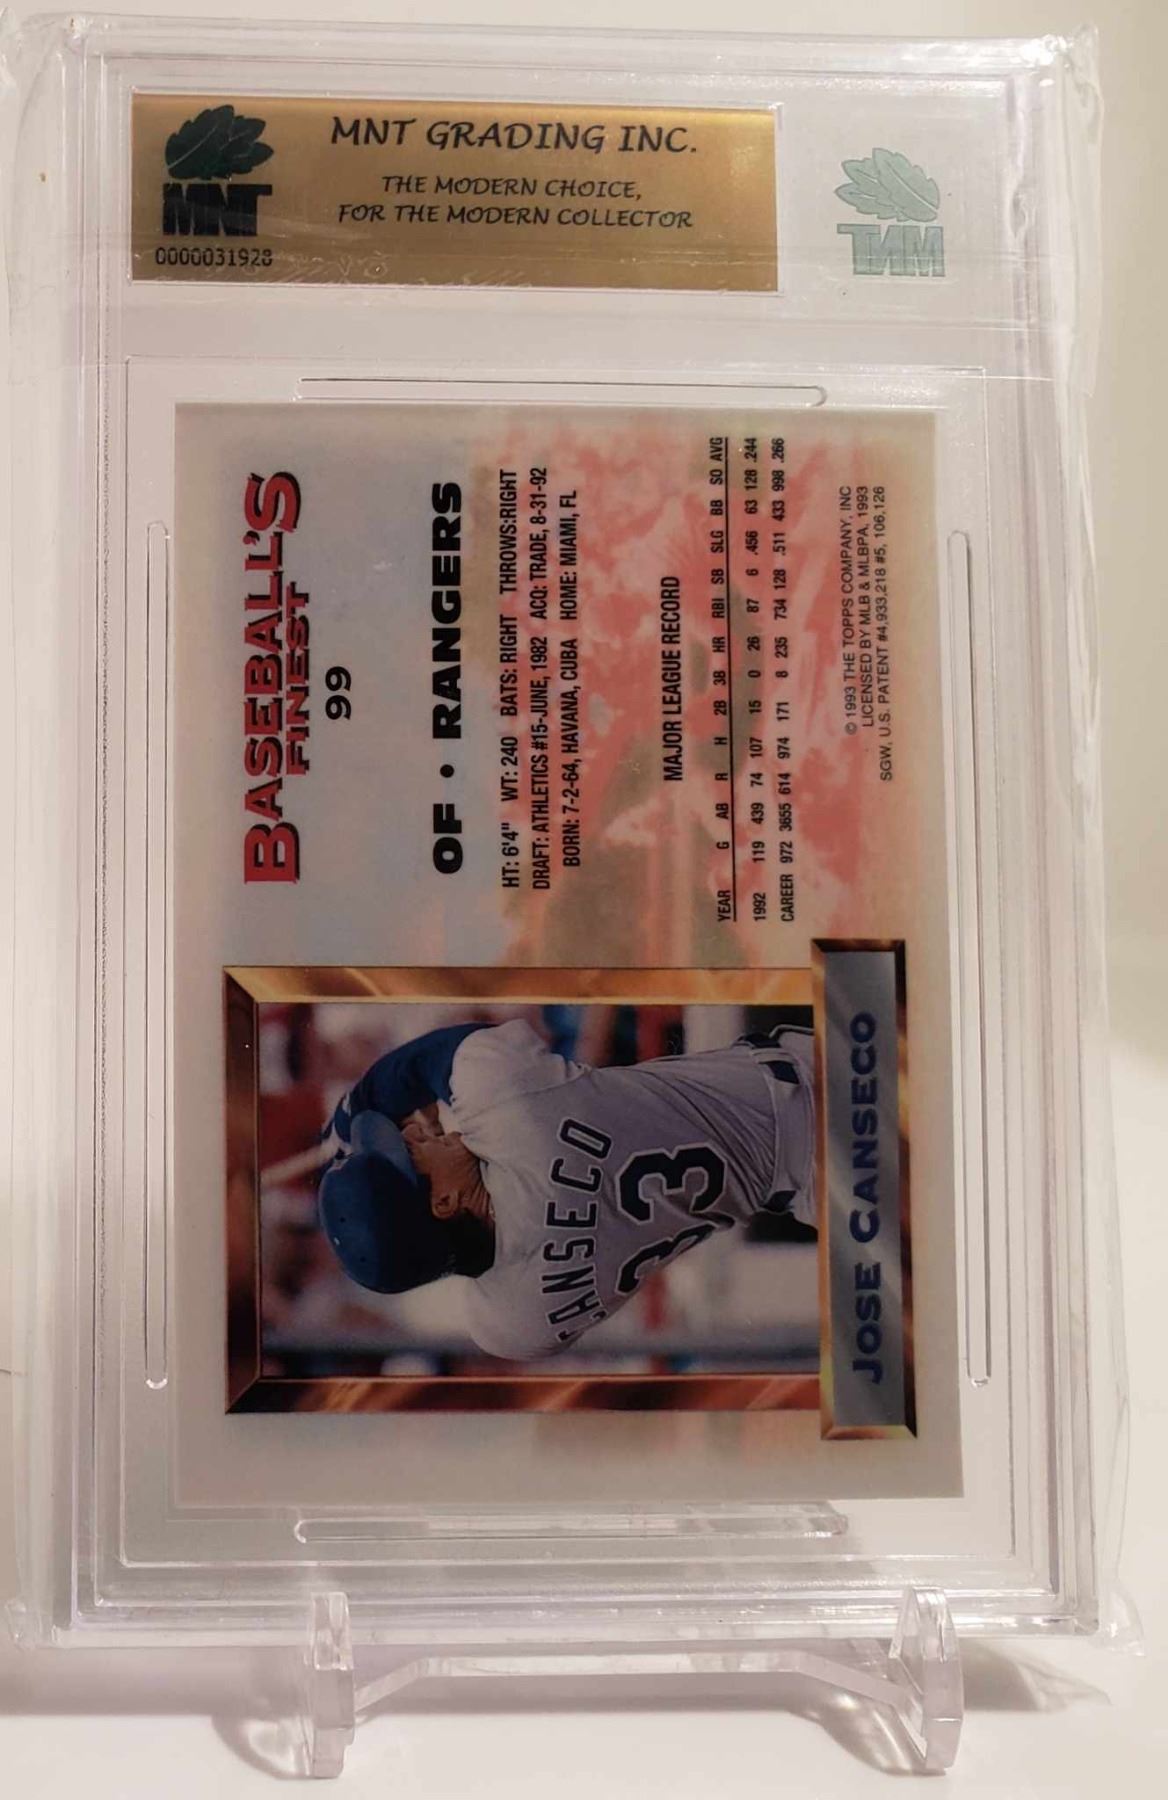 MNT GRADING INC.
THE MODERN CHOICE,
FOR THE MODERN COLLECTOR
MNT
0000031928
MNT
BASEBALL'S
FINEST
99
OF • RANGERS
HT: 6'4" WT: 240 BATS: RIGHT THROWS:RIGHT
DRAFT: ATHLETICS #15-JUNE, 1982 ACQ: TRADE, 8-31-92
BORN: 7-2-64, HAVANA, CUBA HOME: MIAMI, FL
MAJOR LEAGUE RECORD
YEAR G AB R H 2B 3B HR RBI SB SLG BB SO AVG
1992 119 439 74 107 15 0 26 87 6 .456 63 128 .244
CAREER 972 3655 614 974 171 8 235 734 128 .511 433 998 .266
© 1993 THE TOPPS COMPANY, INC
LICENSED BY MLB & MLBPA, 1993
SGW, U.S. PATENT #4,933,218 #5, 106,126
CANSECO
33
JOSE CANSECO